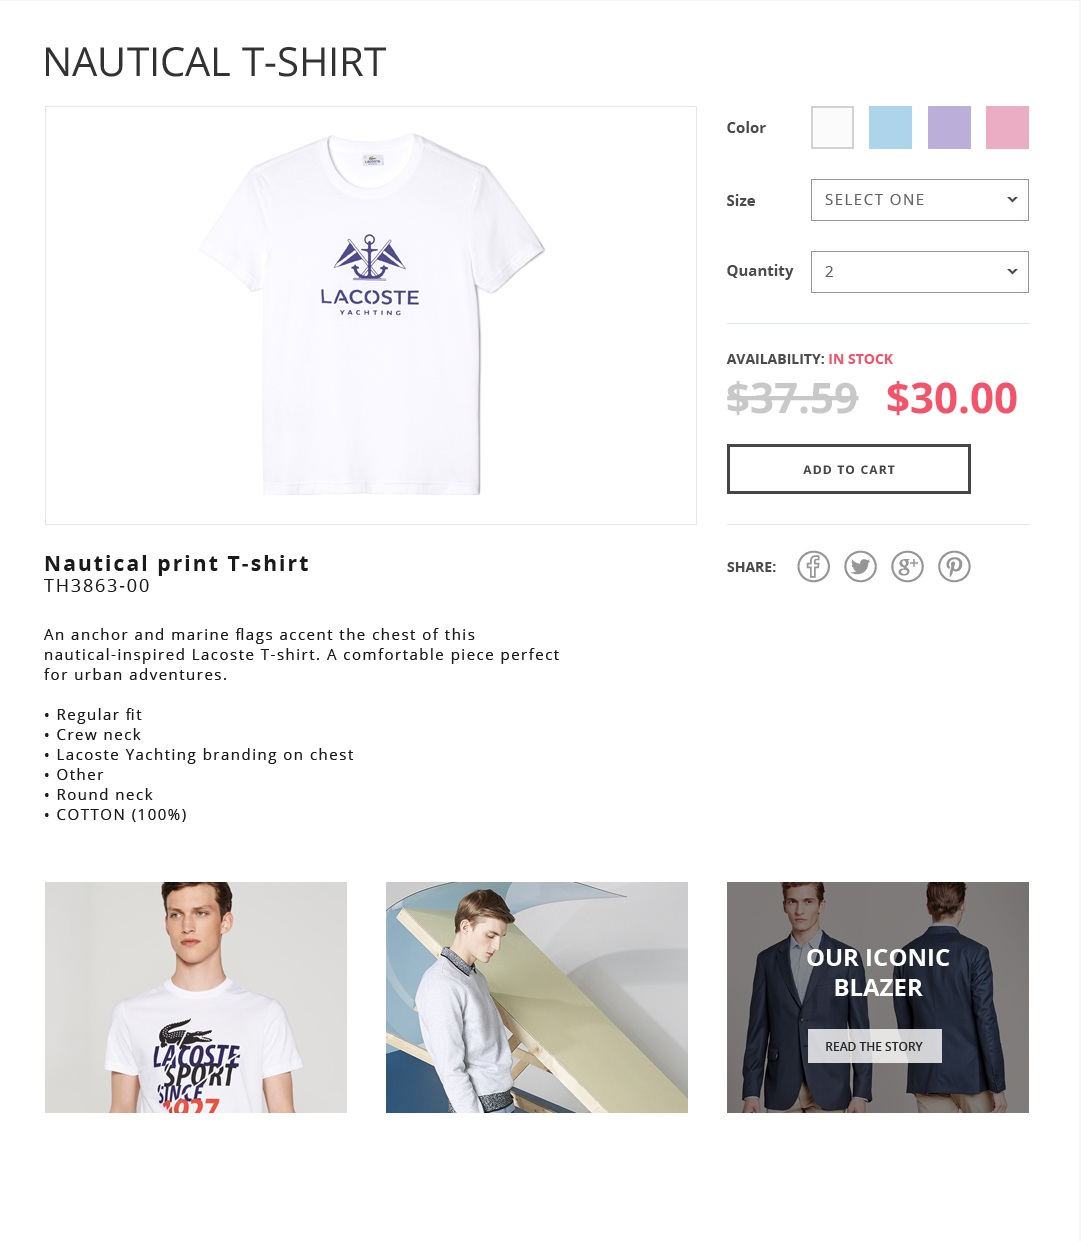 NAUTICAL T-SHIRT
LACOSTE
YACHTING
Color
Size
SELECT ONE
Quantity
2
AVAILABILITY: IN STOCK
$37.59 $30.00
ADD TO CART
SHARE:
Nautical print T-shirt
TH3863-00
An anchor and marine flags accent the chest of this
nautical-inspired Lacoste T-shirt. A comfortable piece perfect
for urban adventures.
• Regular fit
• Crew neck
• Lacoste Yachting branding on chest
• Other
• Round neck
• COTTON (100%)
LACOSTE
SPORT
SINCE
1927
OUR ICONIC
BLAZER
READ THE STORY